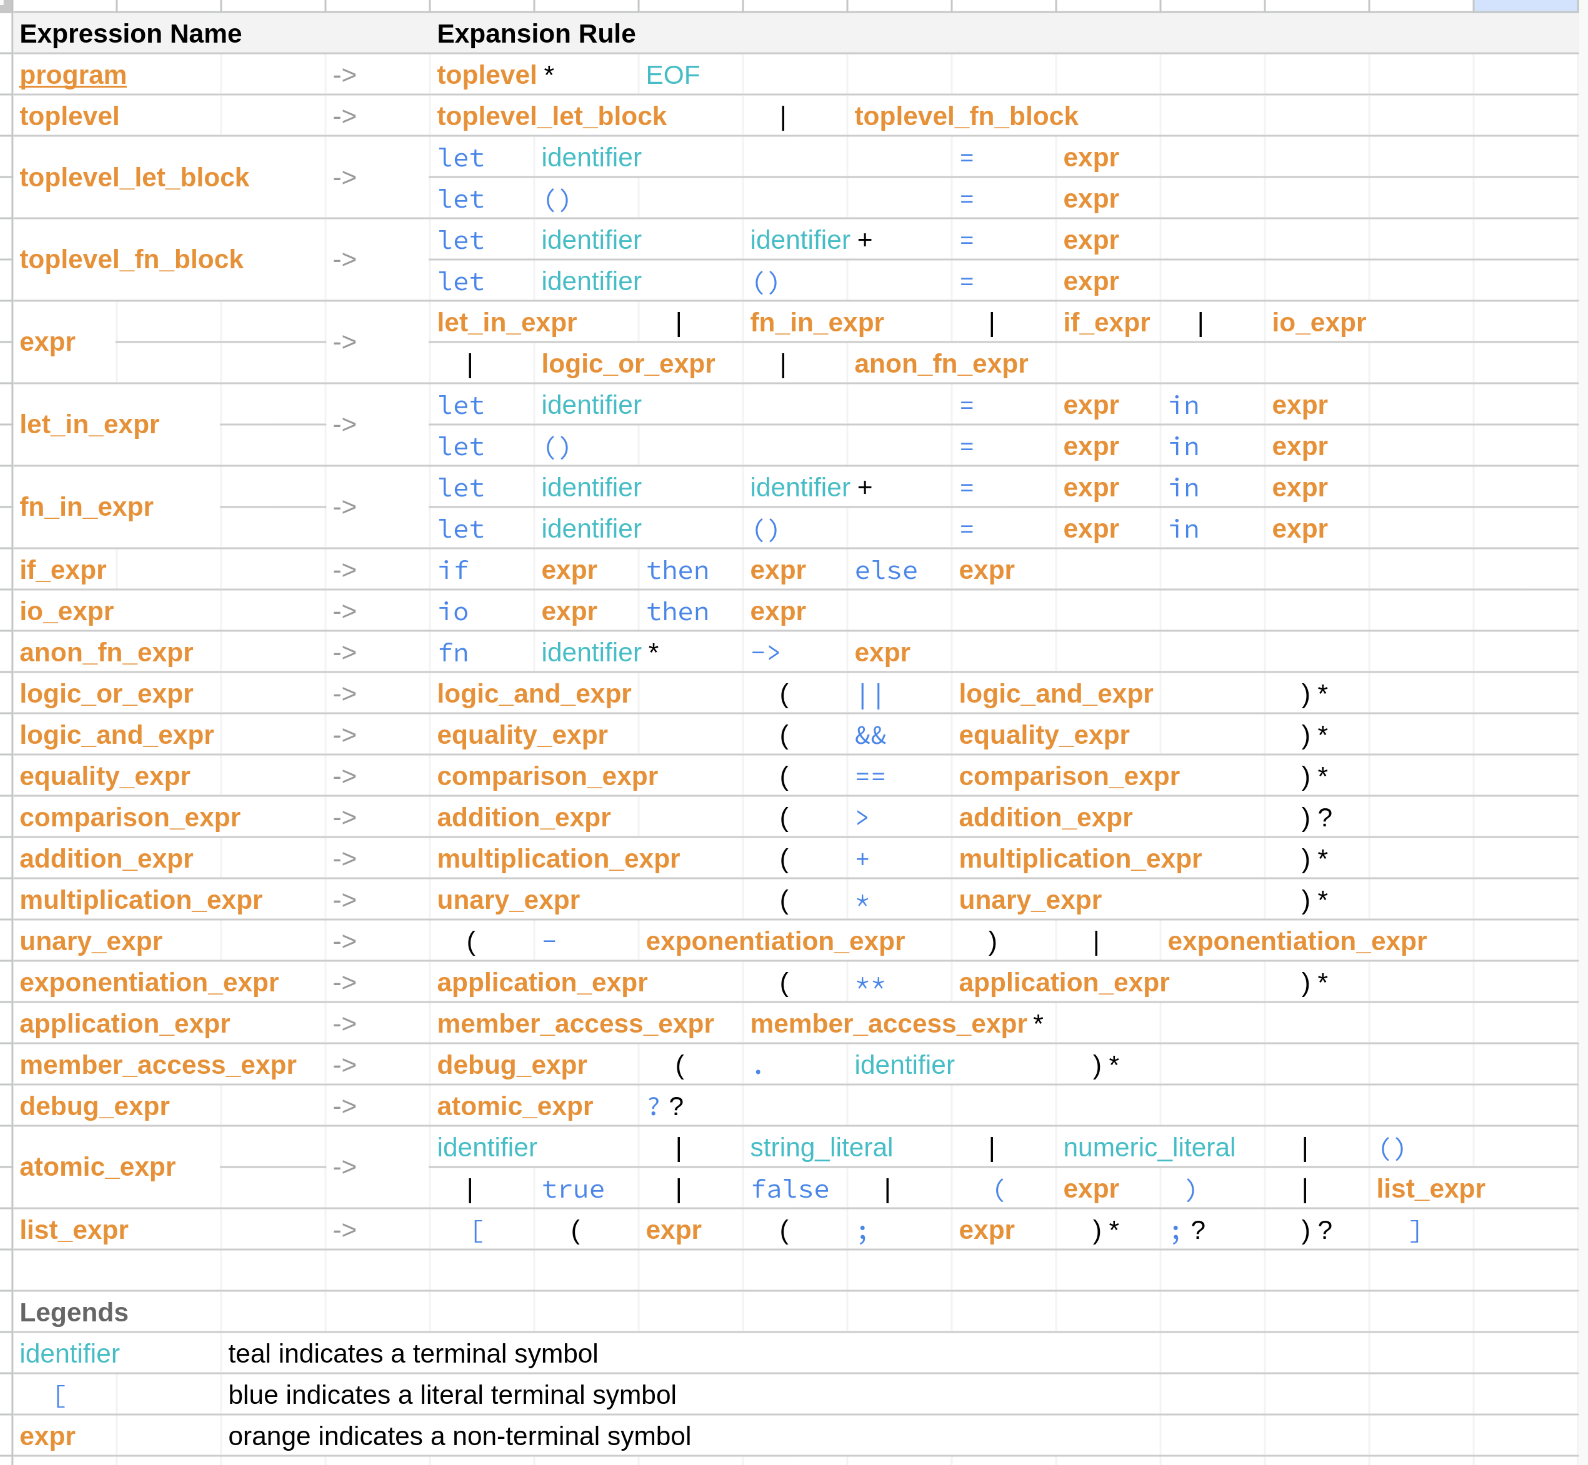 Expression Name Expansion Rule
program -> toplevel * EOF
toplevel -> toplevel_let_block | toplevel_fn_block
toplevel_let_block -> let identifier = expr
let () = expr
toplevel_fn_block -> let identifier identifier + = expr
let identifier () = expr
expr -> let_in_expr | fn_in_expr | if_expr | io_expr
| logic_or_expr | anon_fn_expr
let_in_expr -> let identifier = expr in expr
let () = expr in expr
fn_in_expr -> let identifier identifier + = expr in expr
let identifier () = expr in expr
if_expr -> if expr then expr else expr
io_expr -> io expr then expr
anon_fn_expr -> fn identifier * -> expr
logic_or_expr -> logic_and_expr ( || logic_and_expr ) *
logic_and_expr -> equality_expr ( && equality_expr ) *
equality_expr -> comparison_expr ( == comparison_expr ) *
comparison_expr -> addition_expr ( > addition_expr ) ?
addition_expr -> multiplication_expr ( + multiplication_expr ) *
multiplication_expr -> unary_expr ( * unary_expr ) *
unary_expr -> ( - exponentiation_expr ) | exponentiation_expr
exponentiation_expr -> application_expr ( ** application_expr ) *
application_expr -> member_access_expr member_access_expr *
member_access_expr -> debug_expr ( . identifier ) *
debug_expr -> atomic_expr ? ?
atomic_expr -> identifier | string_literal | numeric_literal | ()
| true | false | ( expr ) | list_expr
list_expr -> [ ( expr ( ; expr ) * ; ? ) ? ]
Legends
identifier teal indicates a terminal symbol
[ blue indicates a literal terminal symbol
expr orange indicates a non-terminal symbol